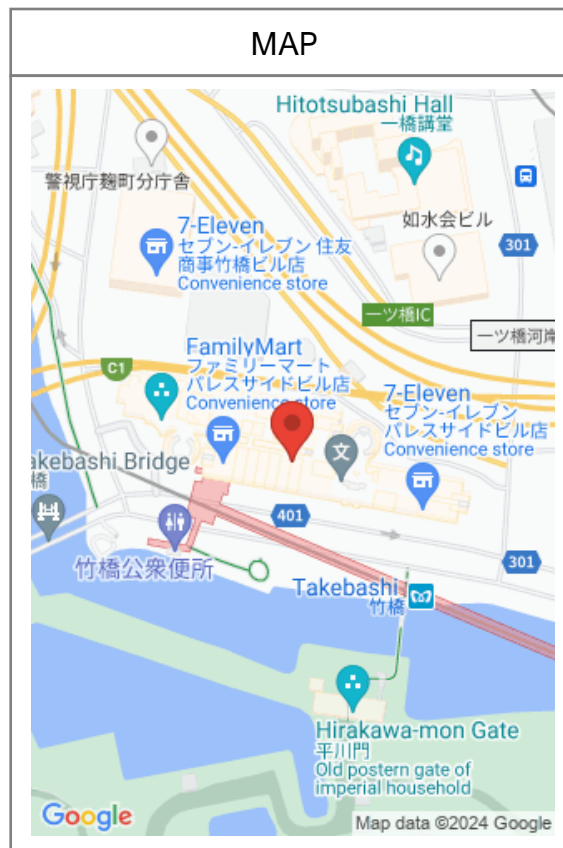 MAP
Hitotsubashi Hall
一橋講堂
警視庁麹町分庁舎
7-Eleven
セブン-イレブン 住友
商事竹橋ビル店
Convenience store
如水会ビル
301
一ツ橋IC
一ツ橋河岸
C1
FamilyMart
ファミリーマート
パレスサイドビル店
Convenience store
7-Eleven
セブン-イレブン
パレスサイドビル店
Convenience store
文
akebashi Bridge
橋
401
竹橋公衆便所
301
Takebashi
竹橋
Hirakawa-mon Gate
平川門
Old postern gate of
imperial household
Google
Map data ©2024 Google